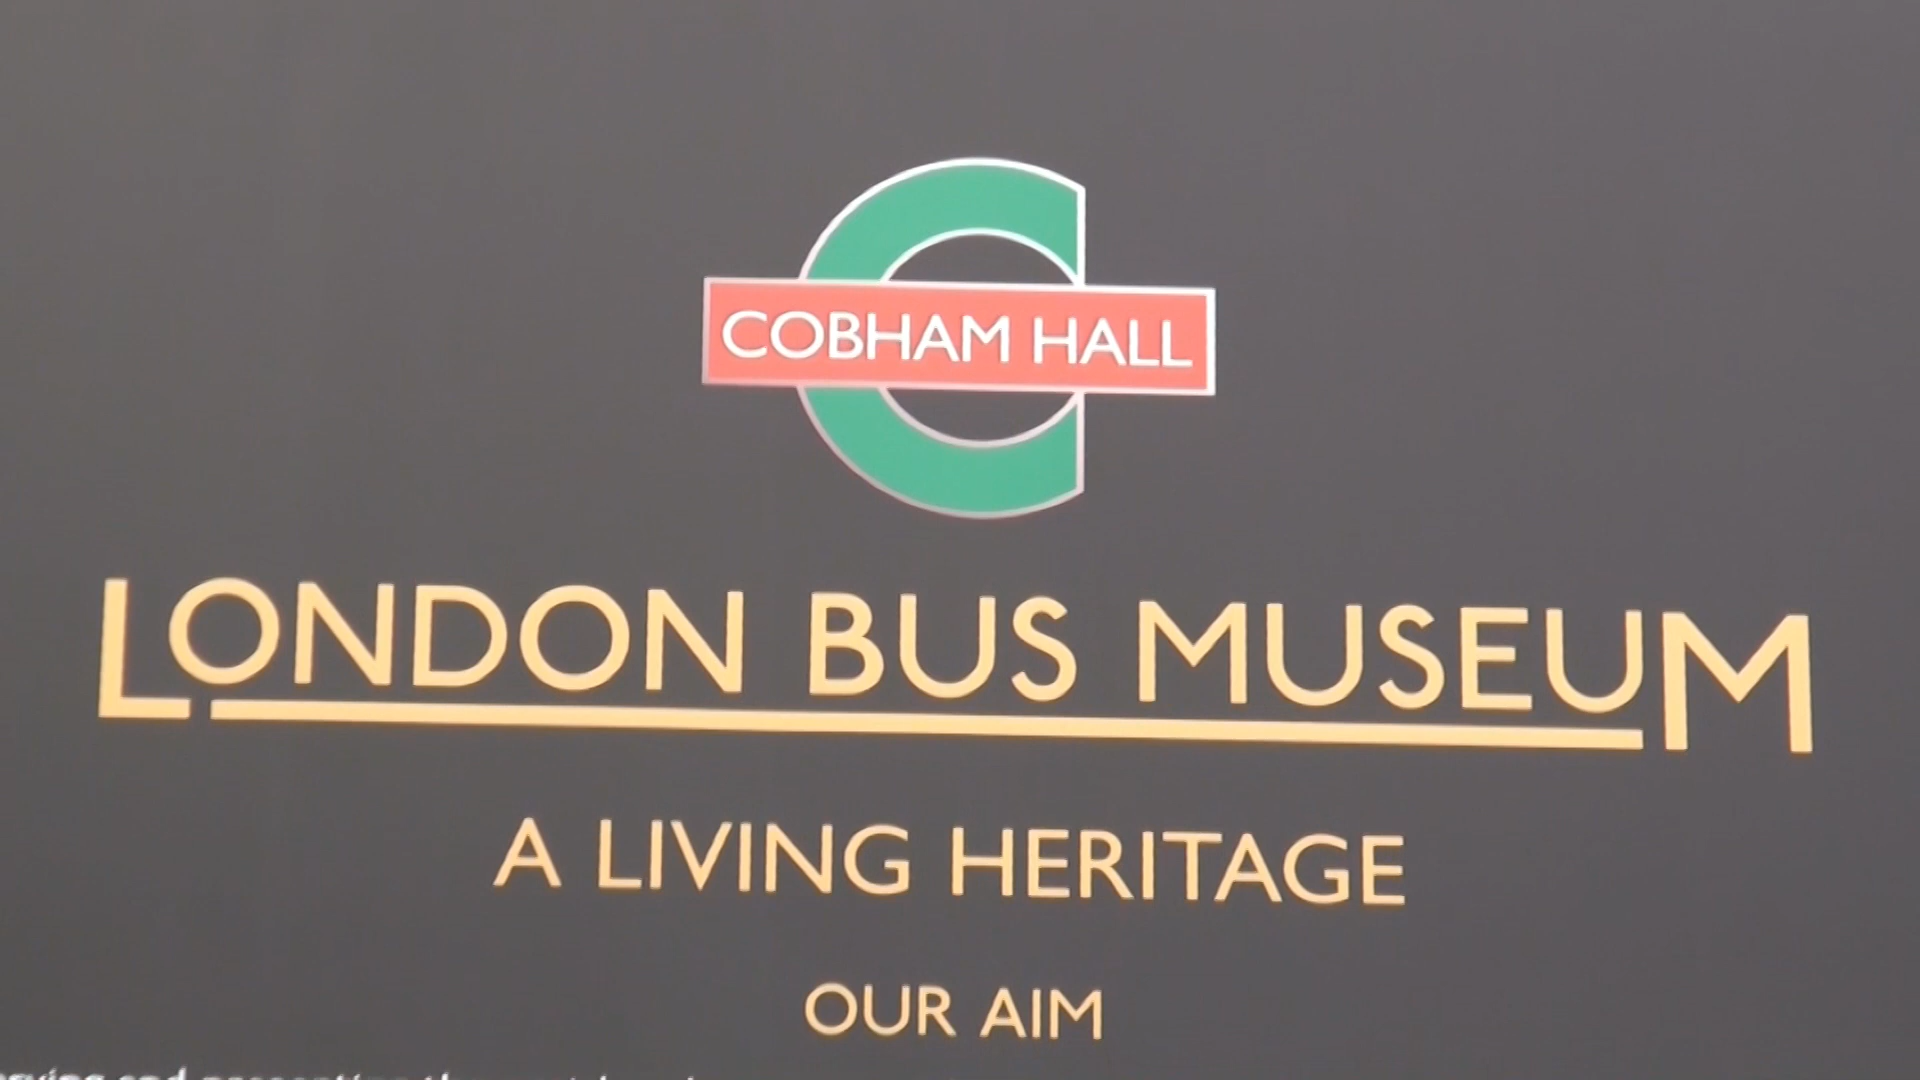 COBHAM HALL
LONDON BUS MUSEUM
A LIVING HERITAGE
OUR AIM